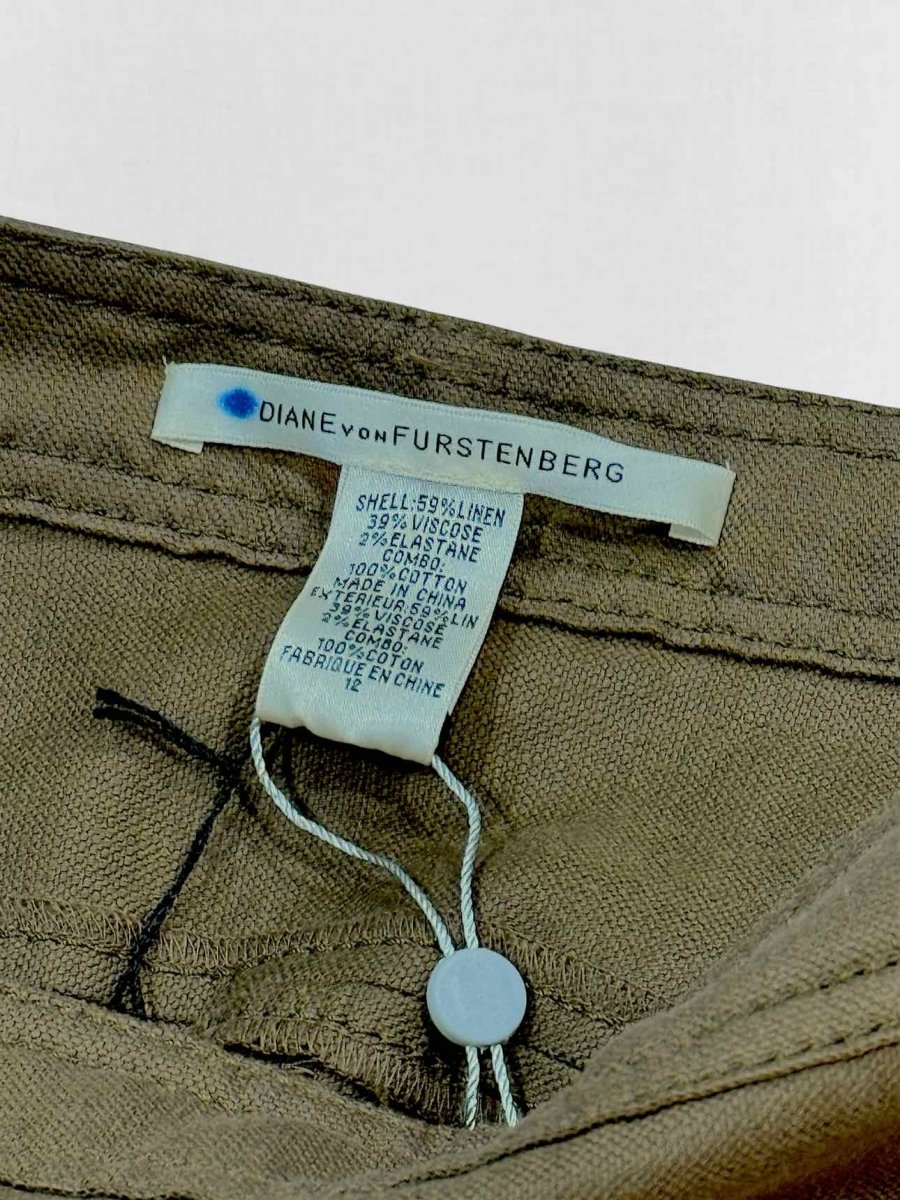 DIANE VON FURSTENBERG
SHELL:59%LINEN
39%VISCOSE
2%ELASTANE
COMBO:
100%COTTON
MADE IN CHINA
EXTERIEUR:59%LIN
39%VISCOSE
2%ELASTANE
COMBO:
100%COTON
FABRIQUE EN CHINE
12